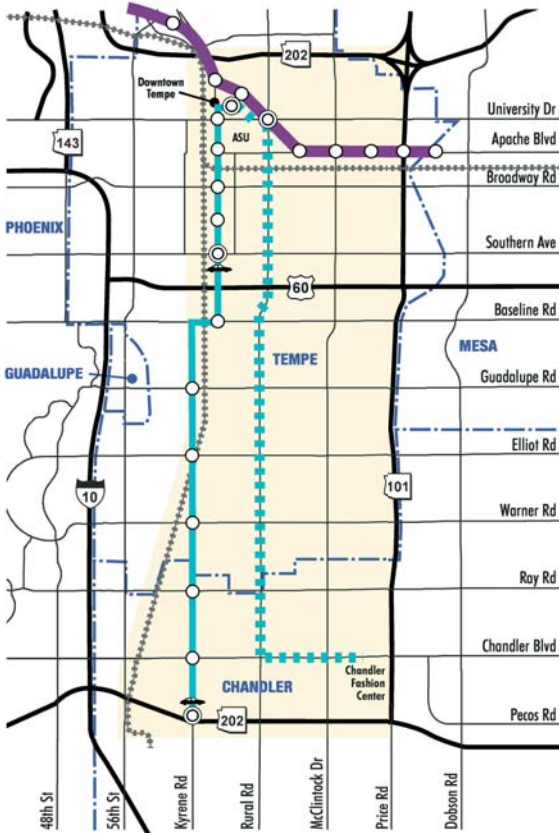 202
Downtown
Tempe
University Dr
143
ASU
Apache Blvd
Broadway Rd
PHOENIX
Southern Ave
60
Baseline Rd
GUADALUPE
TEMPE
MESA
Guadalupe Rd
Elliot Rd
10
101
Warner Rd
Ray Rd
Chandler Blvd
CHANDLER
Chandler
Fashion
Center
202
Pecos Rd
48th St
56th St
Kyrene Rd
Rural Rd
McClintock Dr
Price Rd
Dobson Rd